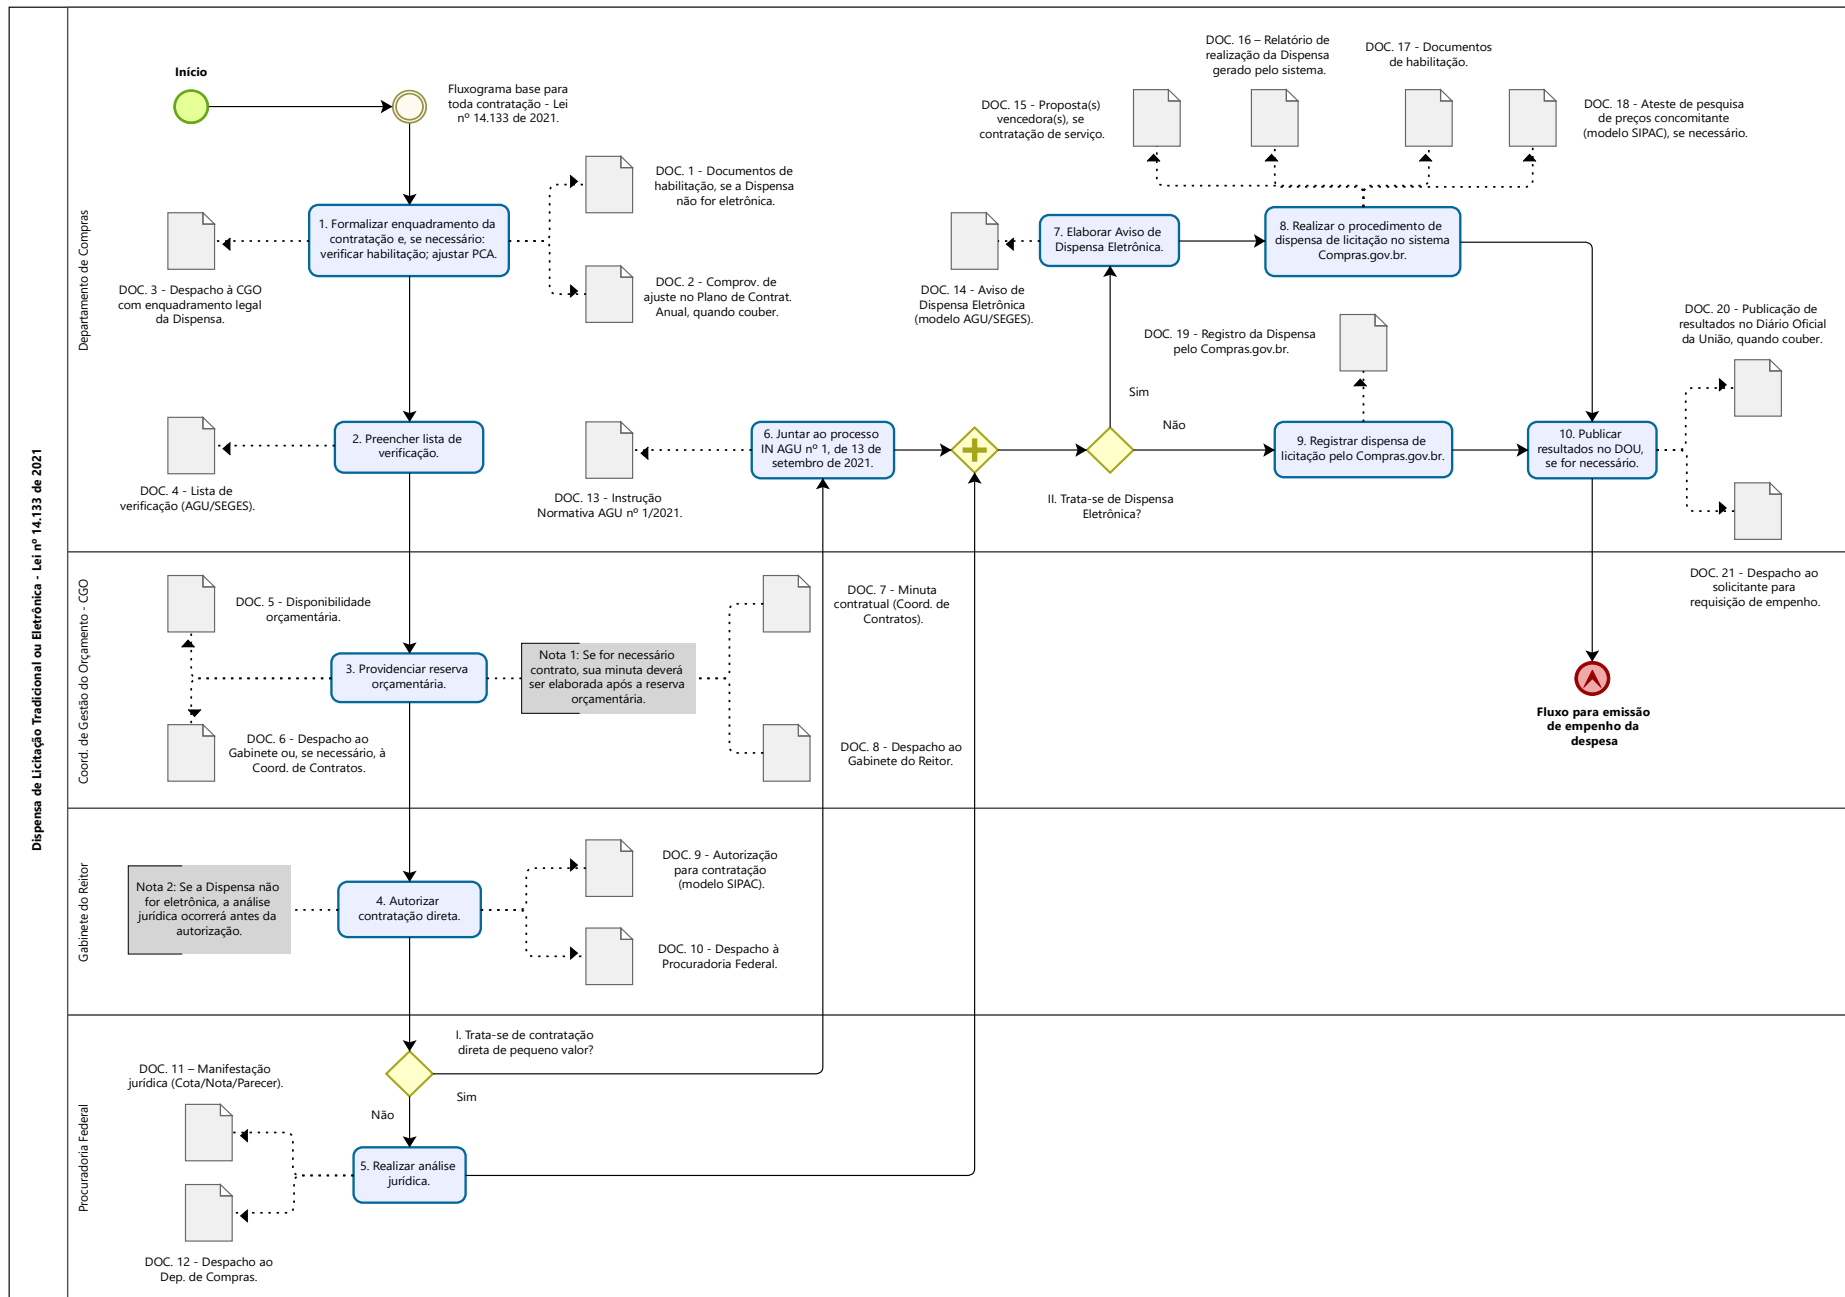 Dispensa de Licitação Tradicional ou Eletrônica - Lei nº 14.133 de 2021
Departamento de Compras
Início
Fluxograma base para
toda contratação - Lei
nº 14.133 de 2021.
DOC. 1 - Documentos de
habilitação, se a Dispensa
não for eletrônica.
1. Formalizar enquadramento da
contratação e, se necessário:
verificar habilitação; ajustar PCA.
DOC. 3 - Despacho à CGO
com enquadramento legal
da Dispensa.
DOC. 2 - Comprov. de
ajuste no Plano de Contrat.
Anual, quando couber.
2. Preencher lista de
verificação.
DOC. 4 - Lista de
verificação (AGU/SEGES).
DOC. 13 - Instrução
Normativa AGU nº 1/2021.
6. Juntar ao processo
IN AGU nº 1, de 13 de
setembro de 2021.
II. Trata-se de Dispensa
Eletrônica?
Sim
Não
7. Elaborar Aviso de
Dispensa Eletrônica.
DOC. 14 - Aviso de
Dispensa Eletrônica
(modelo AGU/SEGES).
8. Realizar o procedimento de
dispensa de licitação no sistema
Compras.gov.br.
DOC. 15 - Proposta(s)
vencedora(s), se
contratação de serviço.
DOC. 16 – Relatório de
realização da Dispensa
gerado pelo sistema.
DOC. 17 - Documentos
de habilitação.
DOC. 18 - Ateste de pesquisa
de preços concomitante
(modelo SIPAC), se necessário.
DOC. 19 - Registro da Dispensa
pelo Compras.gov.br.
9. Registrar dispensa de
licitação pelo Compras.gov.br.
10. Publicar
resultados no DOU,
se for necessário.
DOC. 20 - Publicação de
resultados no Diário Oficial
da União, quando couber.
DOC. 21 - Despacho ao
solicitante para
requisição de empenho.
Fluxo para emissão
de empenho da
despesa
Coord. de Gestão do Orçamento - CGO
DOC. 5 - Disponibilidade
orçamentária.
3. Providenciar reserva
orçamentária.
DOC. 6 - Despacho ao
Gabinete ou, se necessário, à
Coord. de Contratos.
Nota 1: Se for necessário
contrato, sua minuta deverá
ser elaborada após a reserva
orçamentária.
DOC. 7 - Minuta
contratual (Coord. de
Contratos).
DOC. 8 - Despacho ao
Gabinete do Reitor.
Gabinete do Reitor
Nota 2: Se a Dispensa não
for eletrônica, a análise
jurídica ocorrerá antes da
autorização.
4. Autorizar
contratação direta.
DOC. 9 - Autorização
para contratação
(modelo SIPAC).
DOC. 10 - Despacho à
Procuradoria Federal.
Procuradoria Federal
I. Trata-se de contratação
direta de pequeno valor?
Sim
Não
DOC. 11 – Manifestação
jurídica (Cota/Nota/Parecer).
5. Realizar análise
jurídica.
DOC. 12 - Despacho ao
Dep. de Compras.